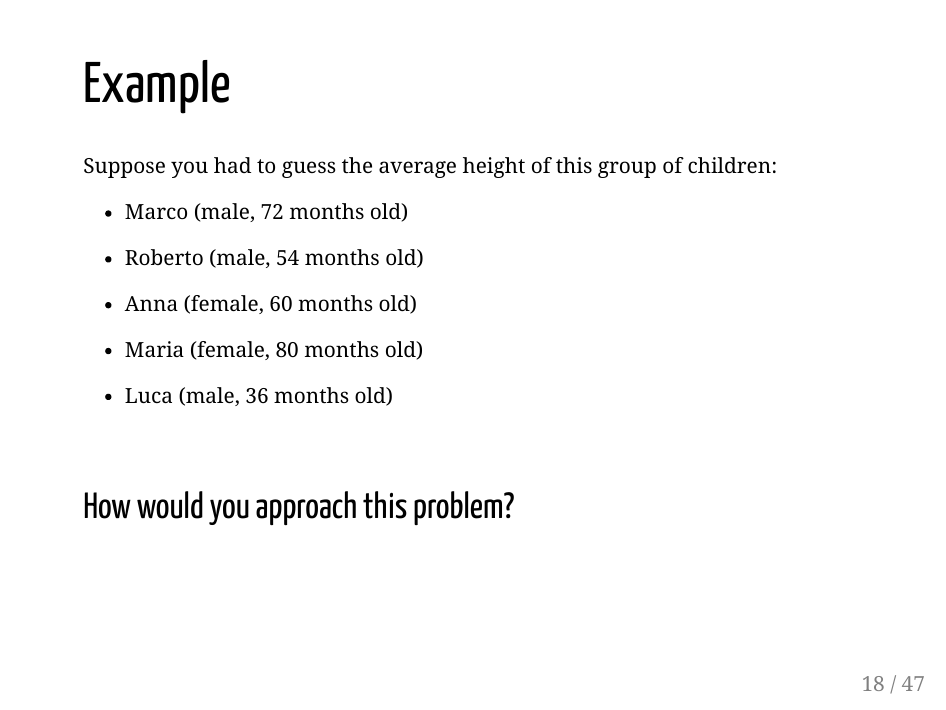 Example
Suppose you had to guess the average height of this group of children:
• Marco (male, 72 months old)
• Roberto (male, 54 months old)
• Anna (female, 60 months old)
• Maria (female, 80 months old)
• Luca (male, 36 months old)
How would you approach this problem?
18 / 47